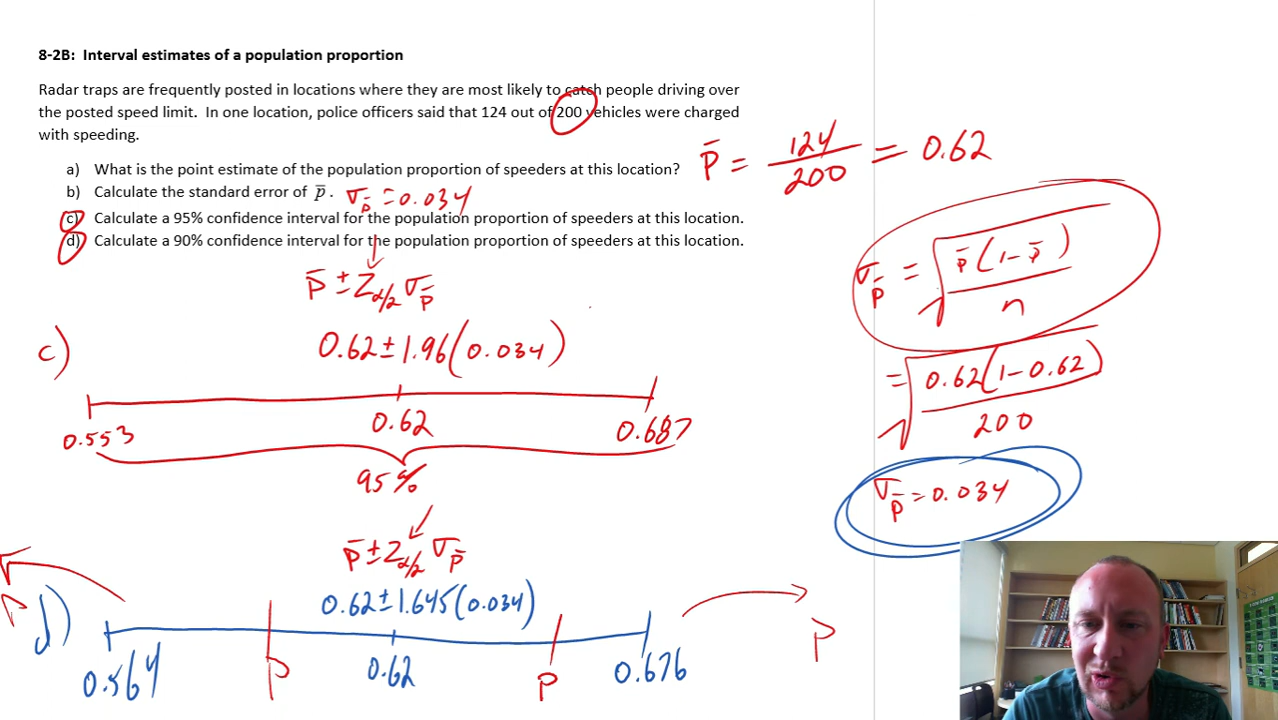 8-2B: Interval estimates of a population proportion
Radar traps are frequently posted in locations where they are most likely to catch people driving over
the posted speed limit. In one location, police officers said that 124 out of 200 vehicles were charged
with speeding.
a) What is the point estimate of the population proportion of speeders at this location?
p̄ = 124/200 = 0.62
b) Calculate the standard error of p̄. σp̄ = 0.034
c) Calculate a 95% confidence interval for the population proportion of speeders at this location.
d) Calculate a 90% confidence interval for the population proportion of speeders at this location.
σp̄ = √(p̄(1-p̄)/n)
= √(0.62(1-0.62)/200)
σp̄ = 0.034
p̄ ± Zα/2 σp̄
c) 0.62 ± 1.96(0.034)
0.553 0.62 0.687
95%
p̄ ± Zα/2 σp̄
d) 0.62 ± 1.645(0.034)
0.564 p 0.62 p 0.676 p